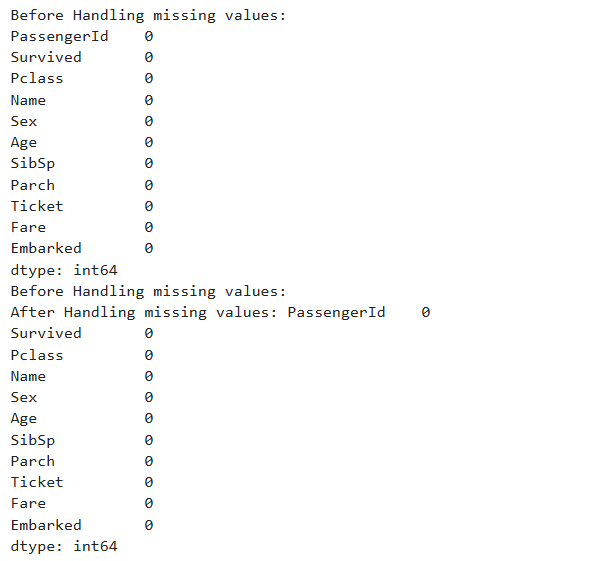 Before Handling missing values:
PassengerId    0
Survived       0
Pclass         0
Name           0
Sex            0
Age            0
SibSp          0
Parch          0
Ticket         0
Fare           0
Embarked       0
dtype: int64
Before Handling missing values:
After Handling missing values: PassengerId    0
Survived       0
Pclass         0
Name           0
Sex            0
Age            0
SibSp          0
Parch          0
Ticket         0
Fare           0
Embarked       0
dtype: int64